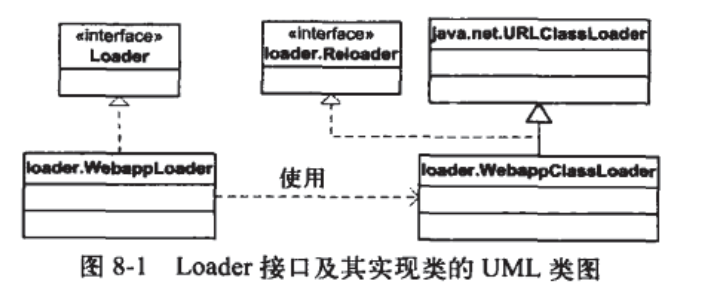 «interface»
Loader
«interface»
loader.Reloader
java.net.URLClassLoader
loader.WebappLoader
使用
loader.WebappClassLoader
图 8-1 Loader 接口及其实现类的 UML 类图